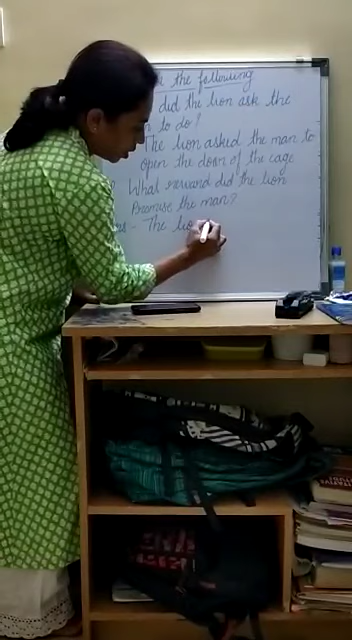 the following
did the lion ask the
to do?
The lion asked the man to
open the door of the cage
What reward did the lion
Promise the man?
- The lio